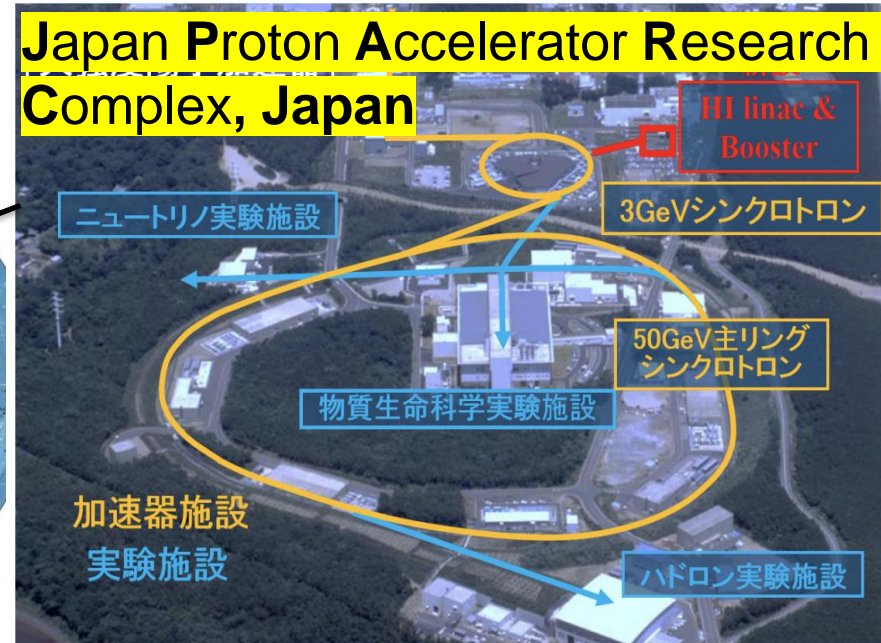 Japan Proton Accelerator Research
Complex, Japan
HI linac &
Booster
ニュートリノ実験施設
3GeVシンクロトロン
50GeV主リング
シンクロトロン
物質生命科学実験施設
加速器施設
実験施設
ハドロン実験施設